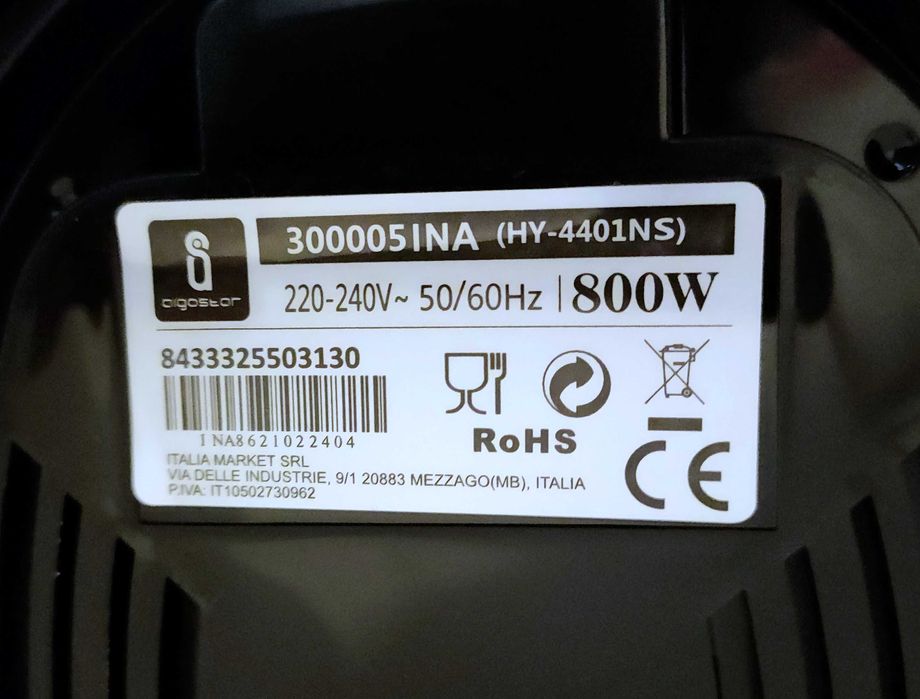 300005INA (HY-4401NS)
aigostar
220-240V~ 50/60Hz | 800W
8433325503130
1NA8621022404
RoHS
CE
ITALIA MARKET SRL
VIA DELLE INDUSTRIE, 9/1 20883 MEZZAGO(MB), ITALIA
P.IVA: IT10502730962